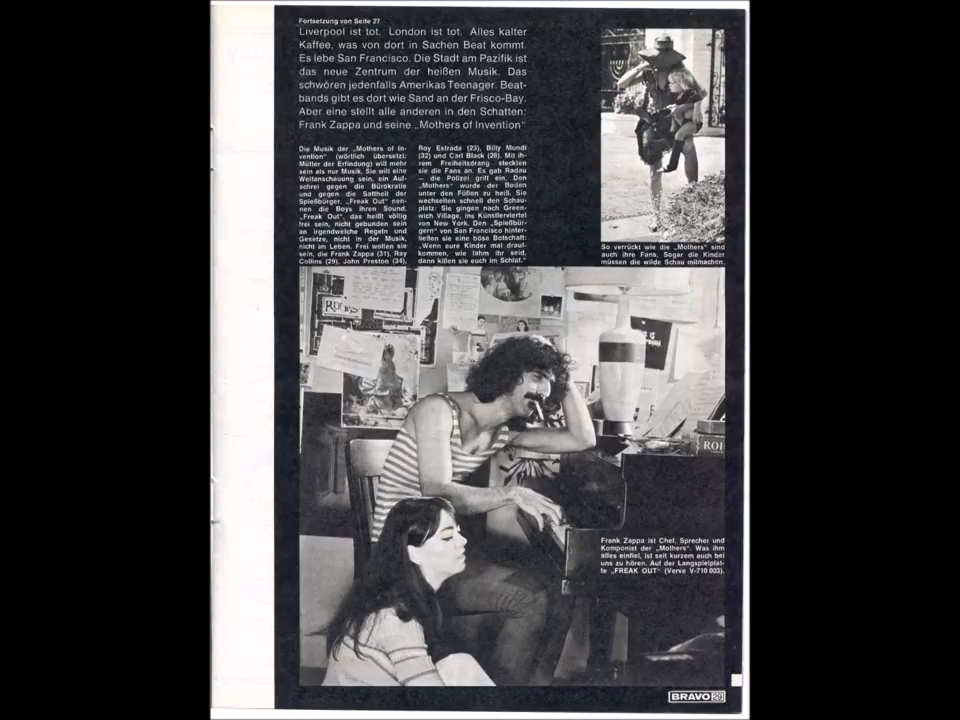 Fortsetzung von Seite 27
Liverpool ist tot. London ist tot. Alles kalter
Kaffee, was von dort in Sachen Beat kommt.
Es lebe San Francisco. Die Stadt am Pazifik ist
das neue Zentrum der heißen Musik. Das
schwören jedenfalls Amerikas Teenager. Beat-
bands gibt es dort wie Sand an der Frisco-Bay.
Aber eine stellt alle anderen in den Schatten:
Frank Zappa und seine „Mothers of Invention“
Die Musik der „Mothers of In-
vention“ (wörtlich übersetzt:
Mütter der Erfindung) will mehr
sein als nur Musik. Sie will eine
Weltanschauung sein, ein Auf-
schrei gegen die Bürokratie
und gegen die Sattheit der
Spießbürger. „Freak Out“ nen-
nen die Boys ihren Sound.
„Freak Out“, das heißt völlig
frei sein, nicht gebunden sein
an irgendwelche Regeln und
Gesetze, nicht in der Musik,
nicht im Leben. Frei wollen sie
sein, die Frank Zappa (31), Ray
Collins (29), John Preston (34),
Roy Estrada (23), Billy Mundi
(32) und Carl Black (28). Mit ih-
rem Freiheitsdrang steckten
sie die Fans an. Es gab Radau
— die Polizei griff ein. Den
„Mothers“ wurde der Boden
unter den Füßen zu heiß. Sie
wechselten schnell den Schau-
platz: Sie gingen nach Green-
wich Village, ins Künstlerviertel
von New York. Den „Spießbür-
gern“ von San Francisco hinter-
ließen sie eine böse Botschaft:
„Wenn eure Kinder mal drauf-
kommen, wie lahm ihr seid,
dann killen sie euch im Schlaf.“
So verrückt wie die „Mothers“ sind
auch ihre Fans. Sogar die Kinder
müssen die wilde Schau mitmachen.
Frank Zappa ist Chef, Sprecher und
Komponist der „Mothers“. Was ihm
alles einfiel, ist seit kurzem auch bei
uns zu hören. Auf der Langspielplat-
te „FREAK OUT“ (Verve V-710 003).
BRAVO 29